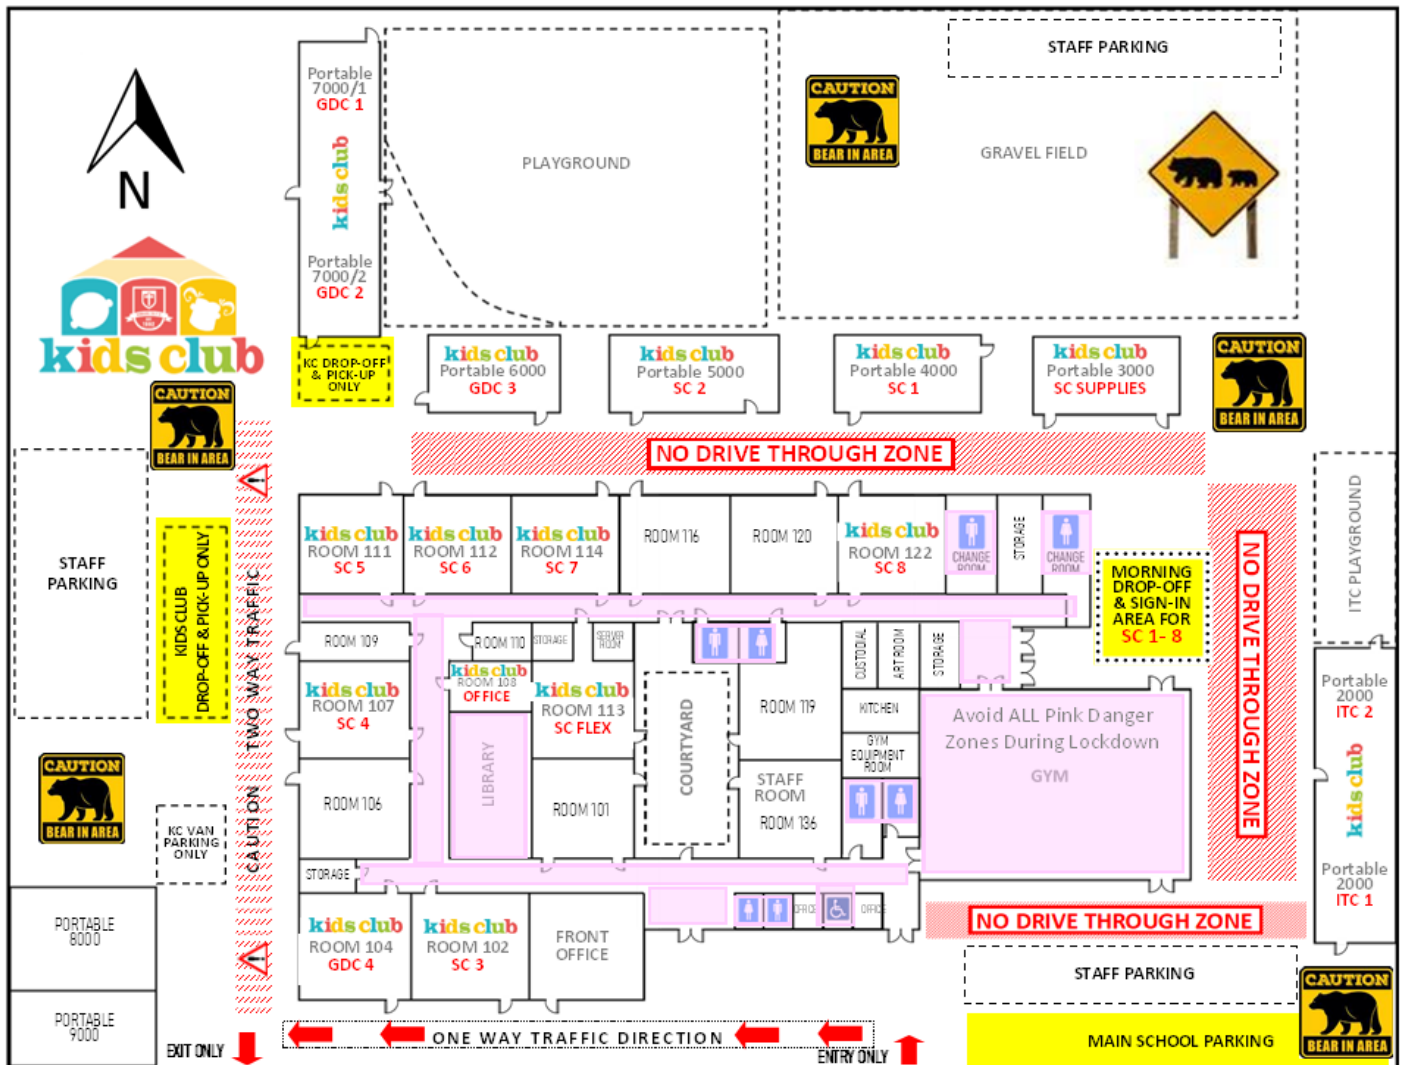 STAFF PARKING
Portable
7000/1
GDC 1
CAUTION
BEAR IN AREA
PLAYGROUND
GRAVEL FIELD
N
kids club
Portable
7000/2
GDC 2
kids club
KC DROP-OFF
& PICK-UP
ONLY
kids club
Portable 6000
GDC 3
kids club
Portable 5000
SC 2
kids club
Portable 4000
SC 1
kids club
Portable 3000
SC SUPPLIES
CAUTION
BEAR IN AREA
CAUTION
BEAR IN AREA
NO DRIVE THROUGH ZONE
STAFF
PARKING
KIDS CLUB
DROP-OFF & PICK-UP ONLY
CAUTION TWO WAY TRAFFIC
kids club
ROOM 111
SC 5
kids club
ROOM 112
SC 6
kids club
ROOM 114
SC 7
ROOM 116
ROOM 120
kids club
ROOM 122
SC 8
CHANGE
ROOM
STORAGE
CHANGE
ROOM
MORNING
DROP-OFF
& SIGN-IN
AREA FOR
SC 1- 8
NO DRIVE THROUGH ZONE
ITC PLAYGROUND
ROOM 109
ROOM 110
STORAGE
SERVER
ROOM
CUSTODIAL
ART ROOM
STORAGE
kids club
ROOM 107
SC 4
kids club
ROOM 108
OFFICE
kids club
ROOM 113
SC FLEX
COURTYARD
ROOM 119
KITCHEN
GYM
EQUIPMENT
ROOM
Avoid ALL Pink Danger
Zones During Lockdown
GYM
Portable
2000
ITC 2
kids club
Portable
2000
ITC 1
CAUTION
BEAR IN AREA
ROOM 106
LIBRARY
ROOM 101
STAFF
ROOM
ROOM 136
KC VAN
PARKING
ONLY
STORAGE
PORTABLE
8000
kids club
ROOM 104
GDC 4
kids club
ROOM 102
SC 3
FRONT
OFFICE
OFFICE
OFFICE
NO DRIVE THROUGH ZONE
STAFF PARKING
CAUTION
BEAR IN AREA
PORTABLE
9000
EXIT ONLY
ONE WAY TRAFFIC DIRECTION
ENTRY ONLY
MAIN SCHOOL PARKING